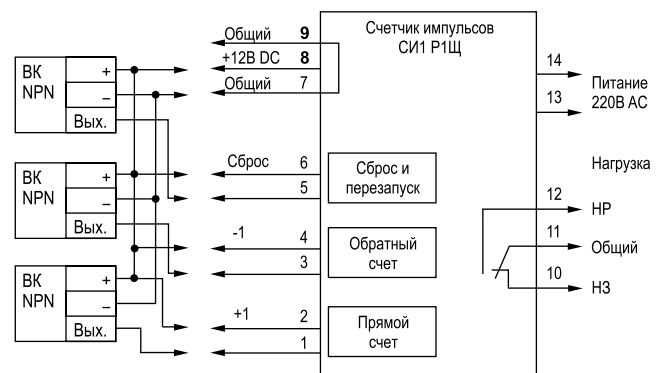 Счетчик импульсов
СИ1 Р1Щ
Общий 9
+12В DC 8
Общий 7
ВК
NPN
+
–
Вых.
14
13
Питание
220В AC
Сброс 6
5
Сброс и
перезапуск
ВК
NPN
+
–
Вых.
Нагрузка
12
НР
11
Общий
10
НЗ
-1 4
3
Обратный
счет
ВК
NPN
+
–
Вых.
+1 2
1
Прямой
счет